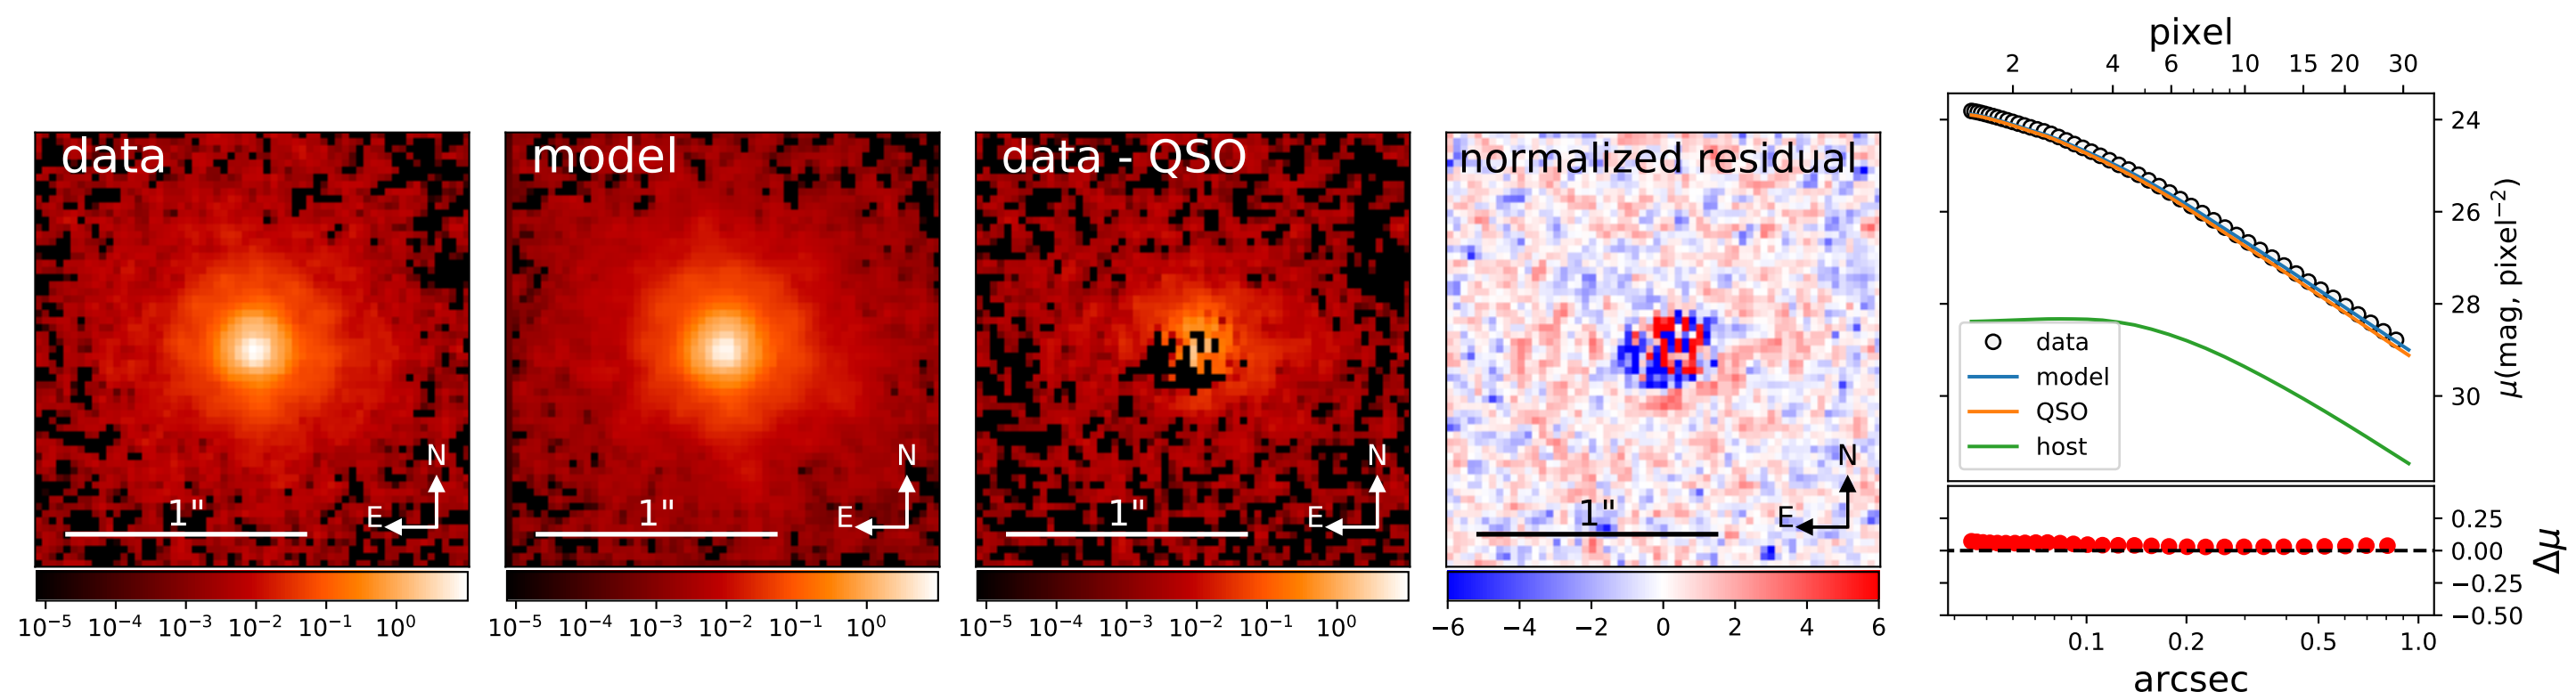 data
N
E
1"
10⁻⁵ 10⁻⁴ 10⁻³ 10⁻² 10⁻¹ 10⁰
model
N
E
1"
10⁻⁵ 10⁻⁴ 10⁻³ 10⁻² 10⁻¹ 10⁰
data - QSO
N
E
1"
10⁻⁵ 10⁻⁴ 10⁻³ 10⁻² 10⁻¹ 10⁰
normalized residual
N
E
1"
−6 −4 −2 0 2 4 6
pixel
2 4 6 10 15 20 30
24
26
28
30
μ(mag, pixel⁻²)
data
model
QSO
host
0.25
0.00
−0.25
−0.50
Δμ
0.1 0.2 0.5 1.0
arcsec